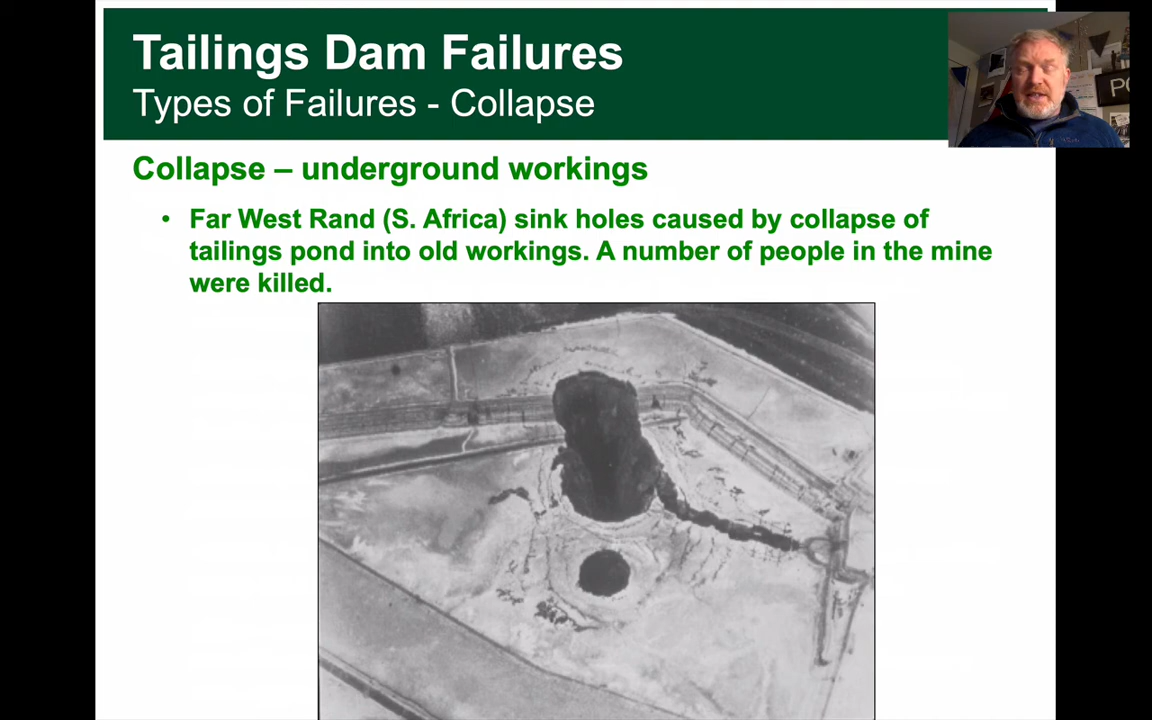 Tailings Dam Failures
Types of Failures - Collapse
Collapse – underground workings
• Far West Rand (S. Africa) sink holes caused by collapse of
tailings pond into old workings. A number of people in the mine
were killed.